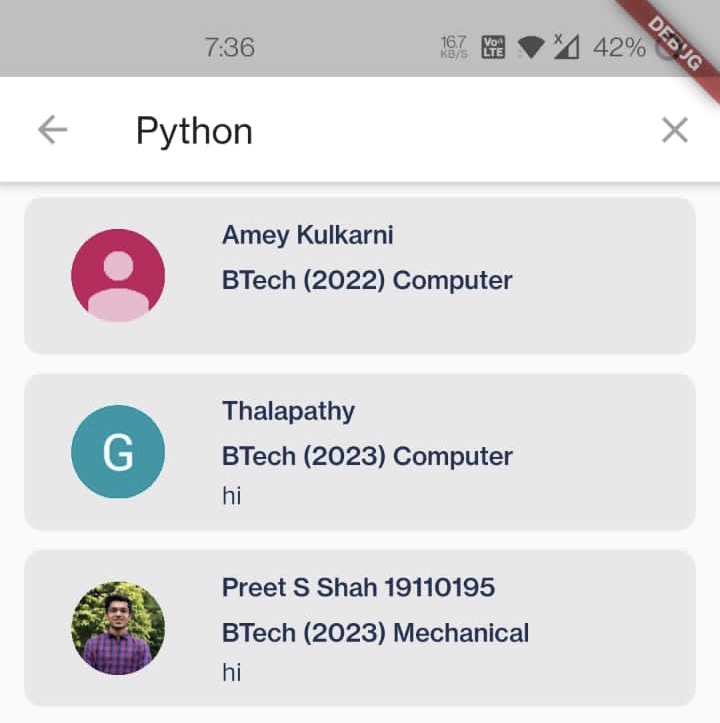 7:36
16.7
KB/S
Vo))
LTE
X
42%
DEBUG
Python
Amey Kulkarni
BTech (2022) Computer
G
Thalapathy
BTech (2023) Computer
hi
Preet S Shah 19110195
BTech (2023) Mechanical
hi